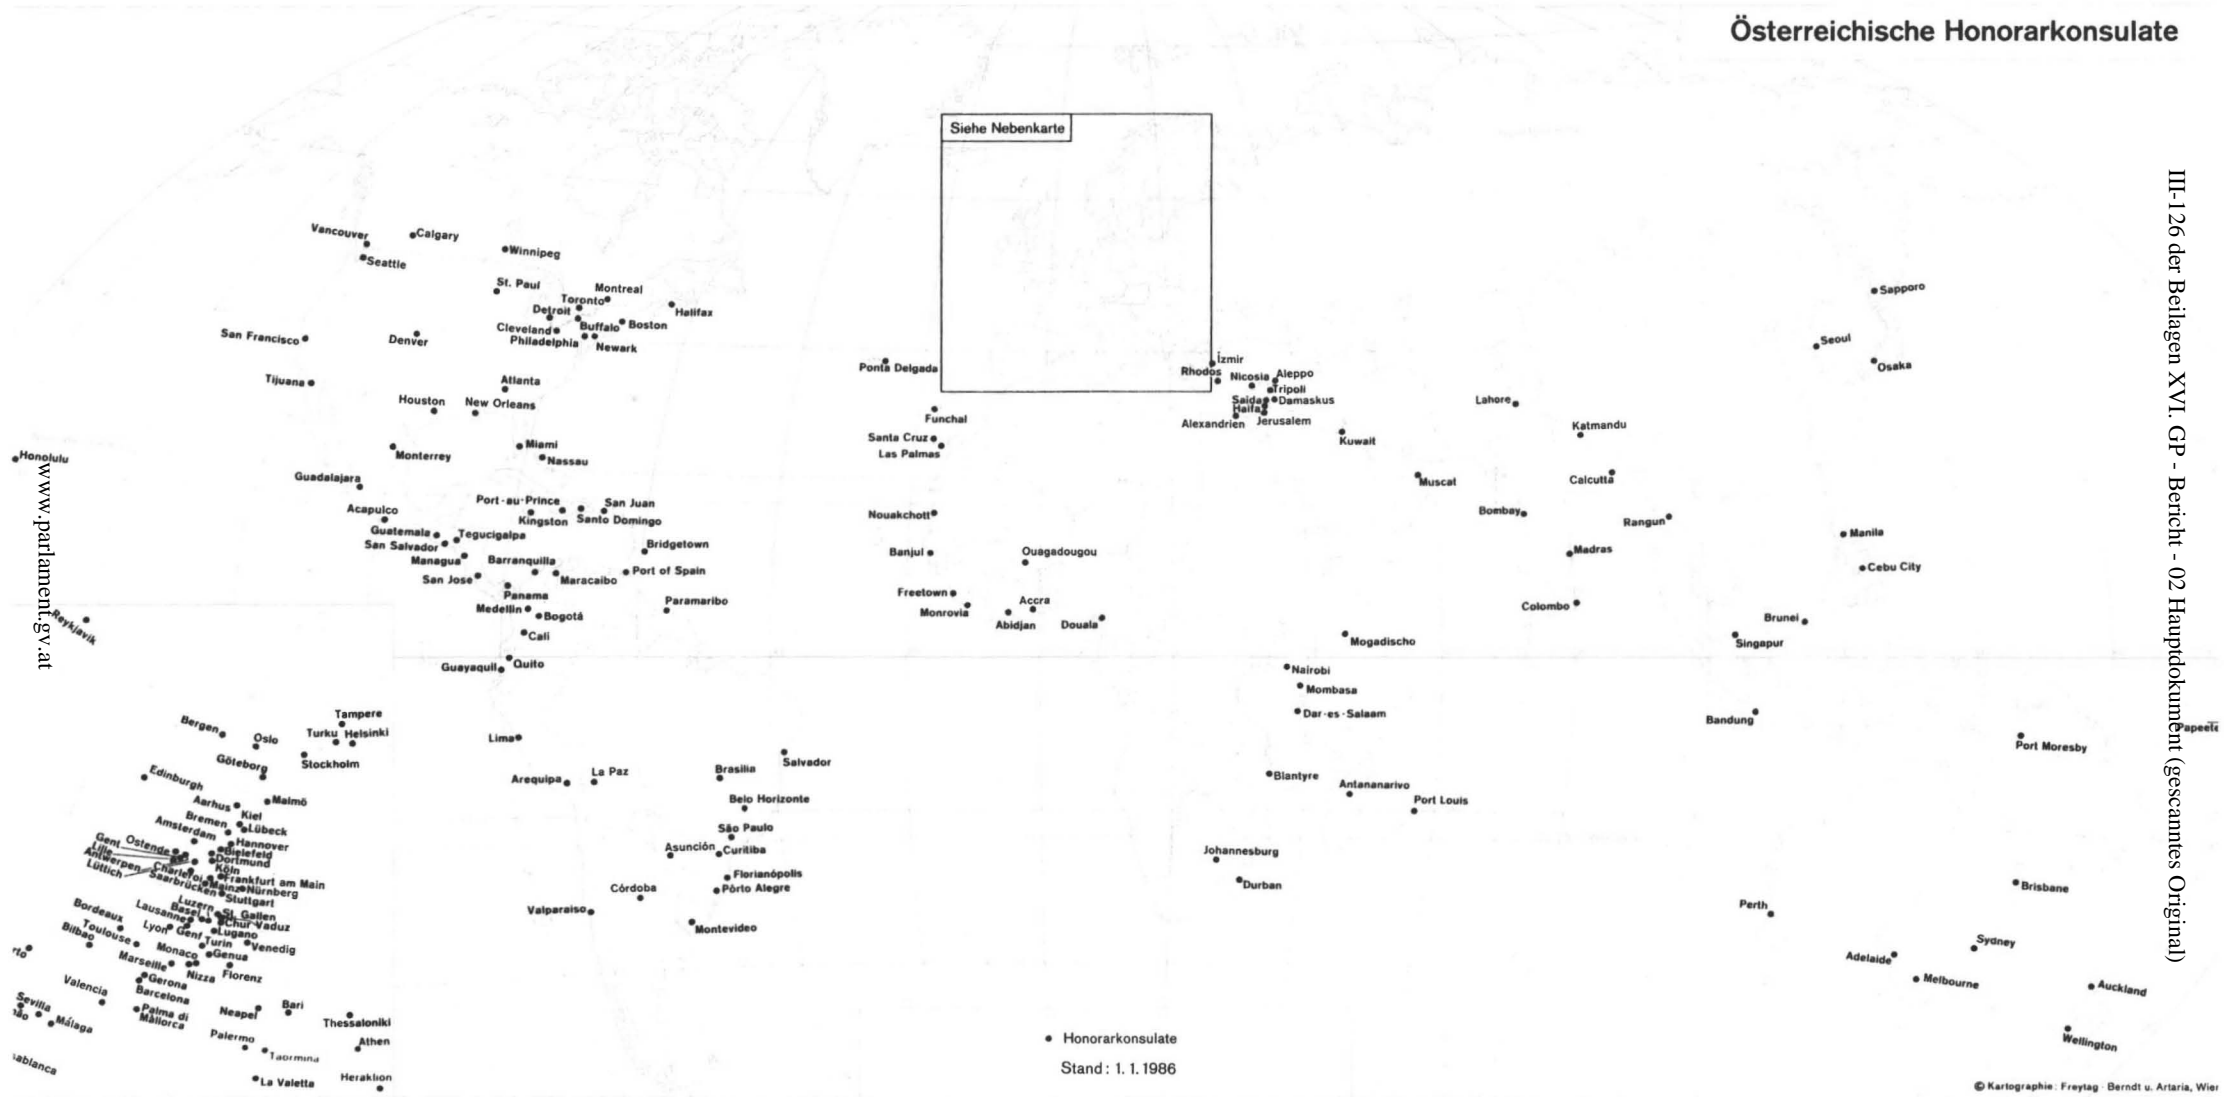 Österreichische Honorarkonsulate
Siehe Nebenkarte
III-126 der Beilagen XVI. GP - Bericht - 02 Hauptdokument (gescanntes Original)
www.parlament.gv.at
Vancouver
Calgary
Winnipeg
Seattle
St. Paul
Montreal
Toronto
Detroit
Halifax
Cleveland
Buffalo
Boston
Philadelphia
Newark
San Francisco
Denver
Tijuana
Atlanta
Houston
New Orleans
Miami
Monterrey
Nassau
Honolulu
Guadalajara
Port-au-Prince
San Juan
Acapulco
Kingston
Santo Domingo
Guatemala
Tegucigalpa
San Salvador
Bridgetown
Managua
Barranquilla
Port of Spain
San Jose
Maracaibo
Panama
Medellin
Bogotá
Paramaribo
Cali
Guayaquil
Quito
Lima
Arequipa
La Paz
Brasilia
Salvador
Belo Horizonte
São Paulo
Asunción
Curitiba
Florianópolis
Córdoba
Pôrto Alegre
Valparaiso
Montevideo
Ponta Delgada
Funchal
Santa Cruz
Las Palmas
Nouakchott
Banjul
Ouagadougou
Freetown
Accra
Monrovia
Abidjan
Douala
İzmir
Rhodos
Nicosia
Aleppo
Tripoli
Saida
Damaskus
Haifa
Alexandrien
Jerusalem
Kuwait
Muscat
Lahore
Katmandu
Calcutta
Bombay
Rangun
Madras
Colombo
Sapporo
Seoul
Osaka
Manila
Cebu City
Brunei
Singapur
Bandung
Port Moresby
Papeete
Mogadischo
Nairobi
Mombasa
Dar-es-Salaam
Blantyre
Antananarivo
Port Louis
Johannesburg
Durban
Perth
Brisbane
Sydney
Adelaide
Melbourne
Auckland
Wellington
Reykjavik
Tampere
Bergen
Oslo
Turku
Helsinki
Göteborg
Stockholm
Edinburgh
Aarhus
Malmö
Kiel
Bremen
Lübeck
Amsterdam
Hannover
Gent
Ostende
Bielefeld
Lille
Dortmund
Antwerpen
Charleroi
Köln
Lüttich
Frankfurt am Main
Saarbrücken
Mainz
Nürnberg
Stuttgart
Luzern
Basel
St. Gallen
Lausanne
Chur
Vaduz
Bordeaux
Lyon
Genf
Lugano
Toulouse
Turin
Venedig
Bilbao
Monaco
Genua
rto
Marseille
Nizza
Florenz
Gerona
Valencia
Barcelona
Sevilla
Palma di
Mallorca
Neapel
Bari
ão
Málaga
Thessaloniki
Palermo
Athen
Taormina
ablanca
La Valetta
Heraklion
Honorarkonsulate
Stand: 1. 1. 1986
© Kartographie: Freytag - Berndt u. Artaria, Wien